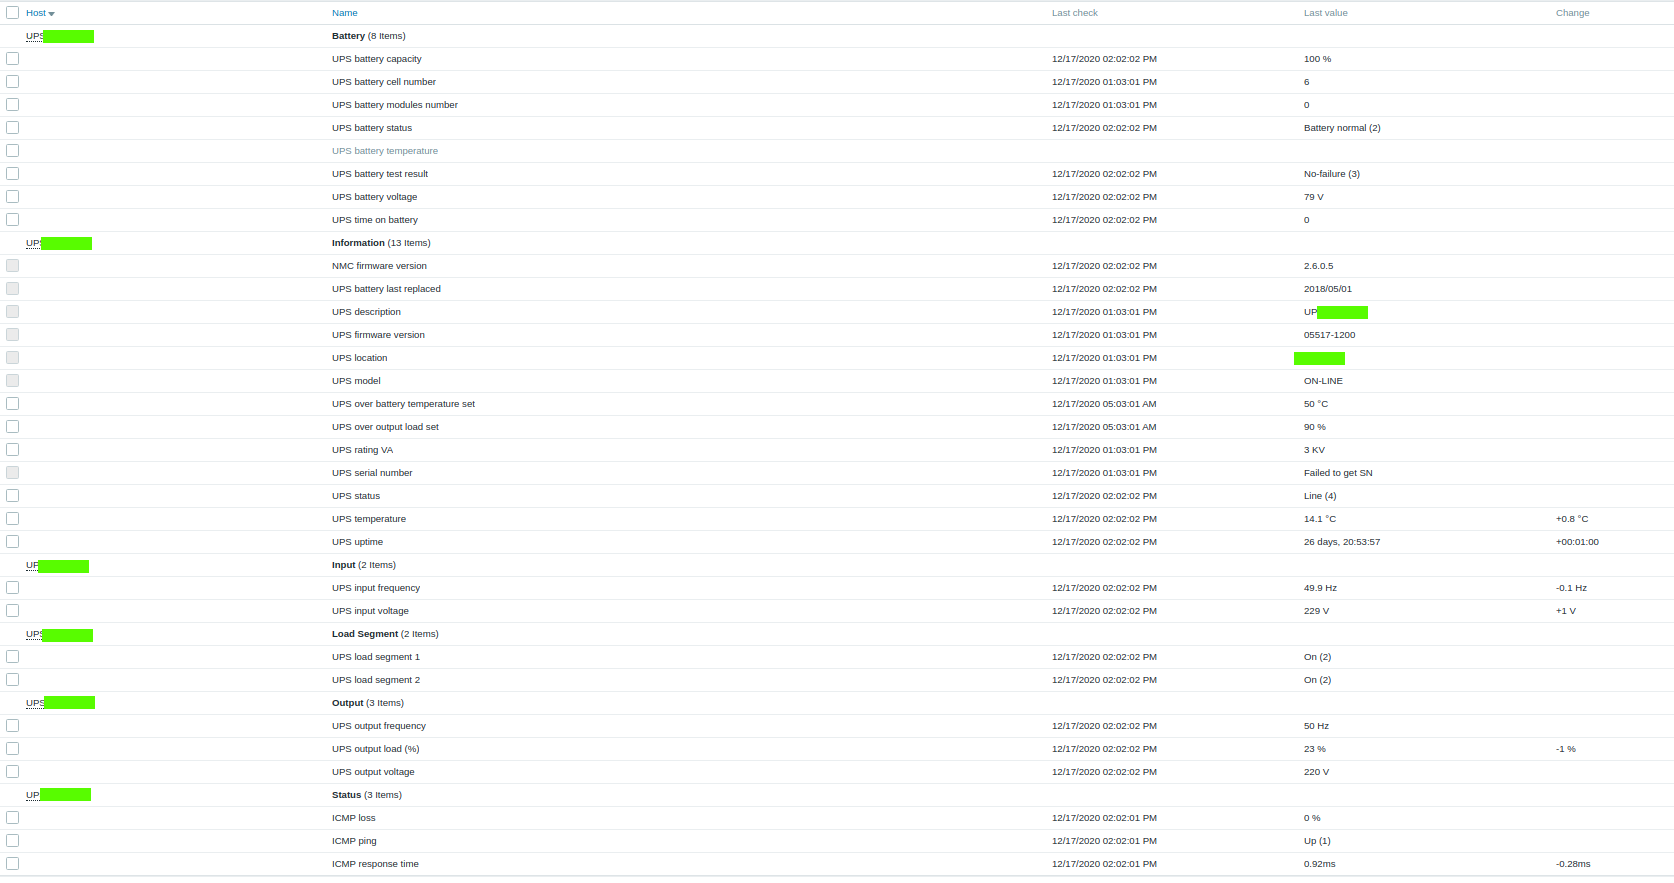 Host Name Last check Last value Change
UPS Battery (8 Items)
UPS battery capacity 12/17/2020 02:02:02 PM 100 %
UPS battery cell number 12/17/2020 01:03:01 PM 6
UPS battery modules number 12/17/2020 01:03:01 PM 0
UPS battery status 12/17/2020 02:02:02 PM Battery normal (2)
UPS battery temperature
UPS battery test result 12/17/2020 02:02:02 PM No-failure (3)
UPS battery voltage 12/17/2020 02:02:02 PM 79 V
UPS time on battery 12/17/2020 02:02:02 PM 0
UPS Information (13 Items)
NMC firmware version 12/17/2020 02:02:02 PM 2.6.0.5
UPS battery last replaced 12/17/2020 02:02:02 PM 2018/05/01
UPS description 12/17/2020 01:03:01 PM UP
UPS firmware version 12/17/2020 01:03:01 PM 05517-1200
UPS location 12/17/2020 01:03:01 PM
UPS model 12/17/2020 01:03:01 PM ON-LINE
UPS over battery temperature set 12/17/2020 05:03:01 AM 50 °C
UPS over output load set 12/17/2020 05:03:01 AM 90 %
UPS rating VA 12/17/2020 01:03:01 PM 3 KV
UPS serial number 12/17/2020 01:03:01 PM Failed to get SN
UPS status 12/17/2020 02:02:02 PM Line (4)
UPS temperature 12/17/2020 02:02:02 PM 14.1 °C +0.8 °C
UPS uptime 12/17/2020 02:02:02 PM 26 days, 20:53:57 +00:01:00
UP Input (2 Items)
UPS input frequency 12/17/2020 02:02:02 PM 49.9 Hz -0.1 Hz
UPS input voltage 12/17/2020 02:02:02 PM 229 V +1 V
UPS Load Segment (2 Items)
UPS load segment 1 12/17/2020 02:02:02 PM On (2)
UPS load segment 2 12/17/2020 02:02:02 PM On (2)
UPS Output (3 Items)
UPS output frequency 12/17/2020 02:02:02 PM 50 Hz
UPS output load (%) 12/17/2020 02:02:02 PM 23 % -1 %
UPS output voltage 12/17/2020 02:02:02 PM 220 V
UP Status (3 Items)
ICMP loss 12/17/2020 02:02:01 PM 0 %
ICMP ping 12/17/2020 02:02:01 PM Up (1)
ICMP response time 12/17/2020 02:02:01 PM 0.92ms -0.28ms